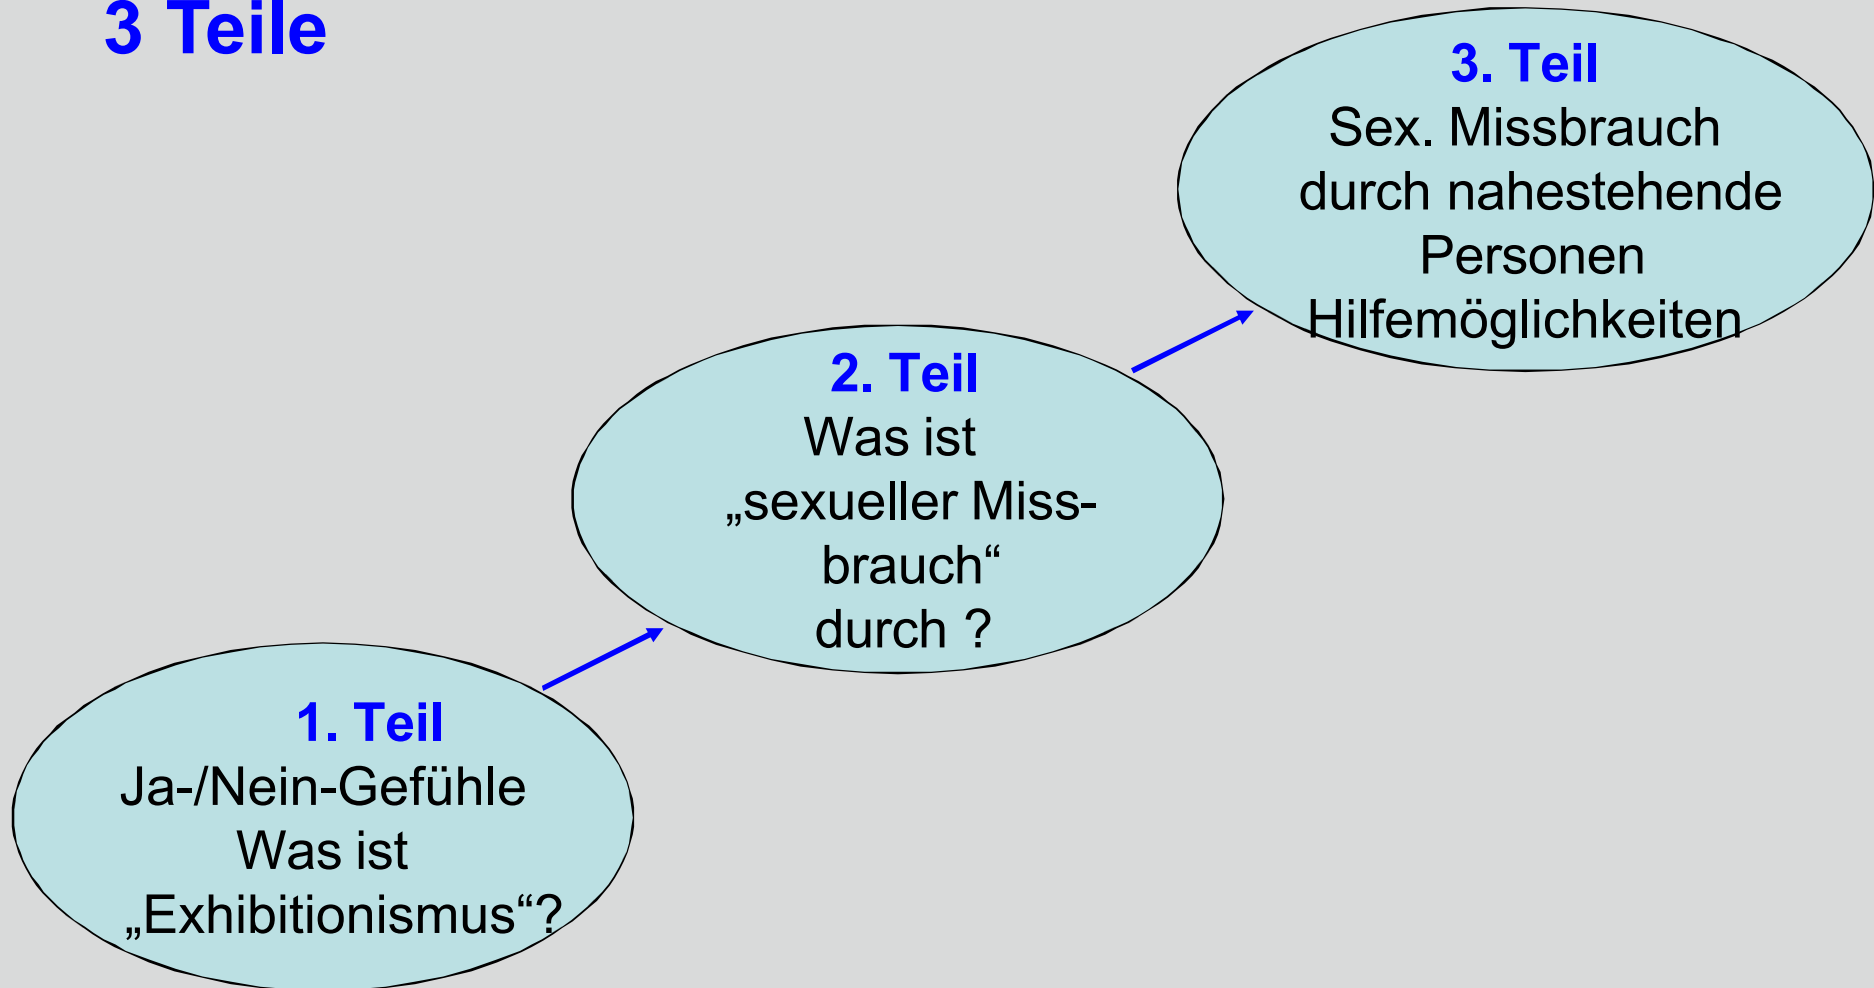 3 Teile
1. Teil
Ja-/Nein-Gefühle
Was ist
„Exhibitionismus“?
2. Teil
Was ist
„sexueller Miss-
brauch“
durch ?
3. Teil
Sex. Missbrauch
durch nahestehende
Personen
Hilfemöglichkeiten